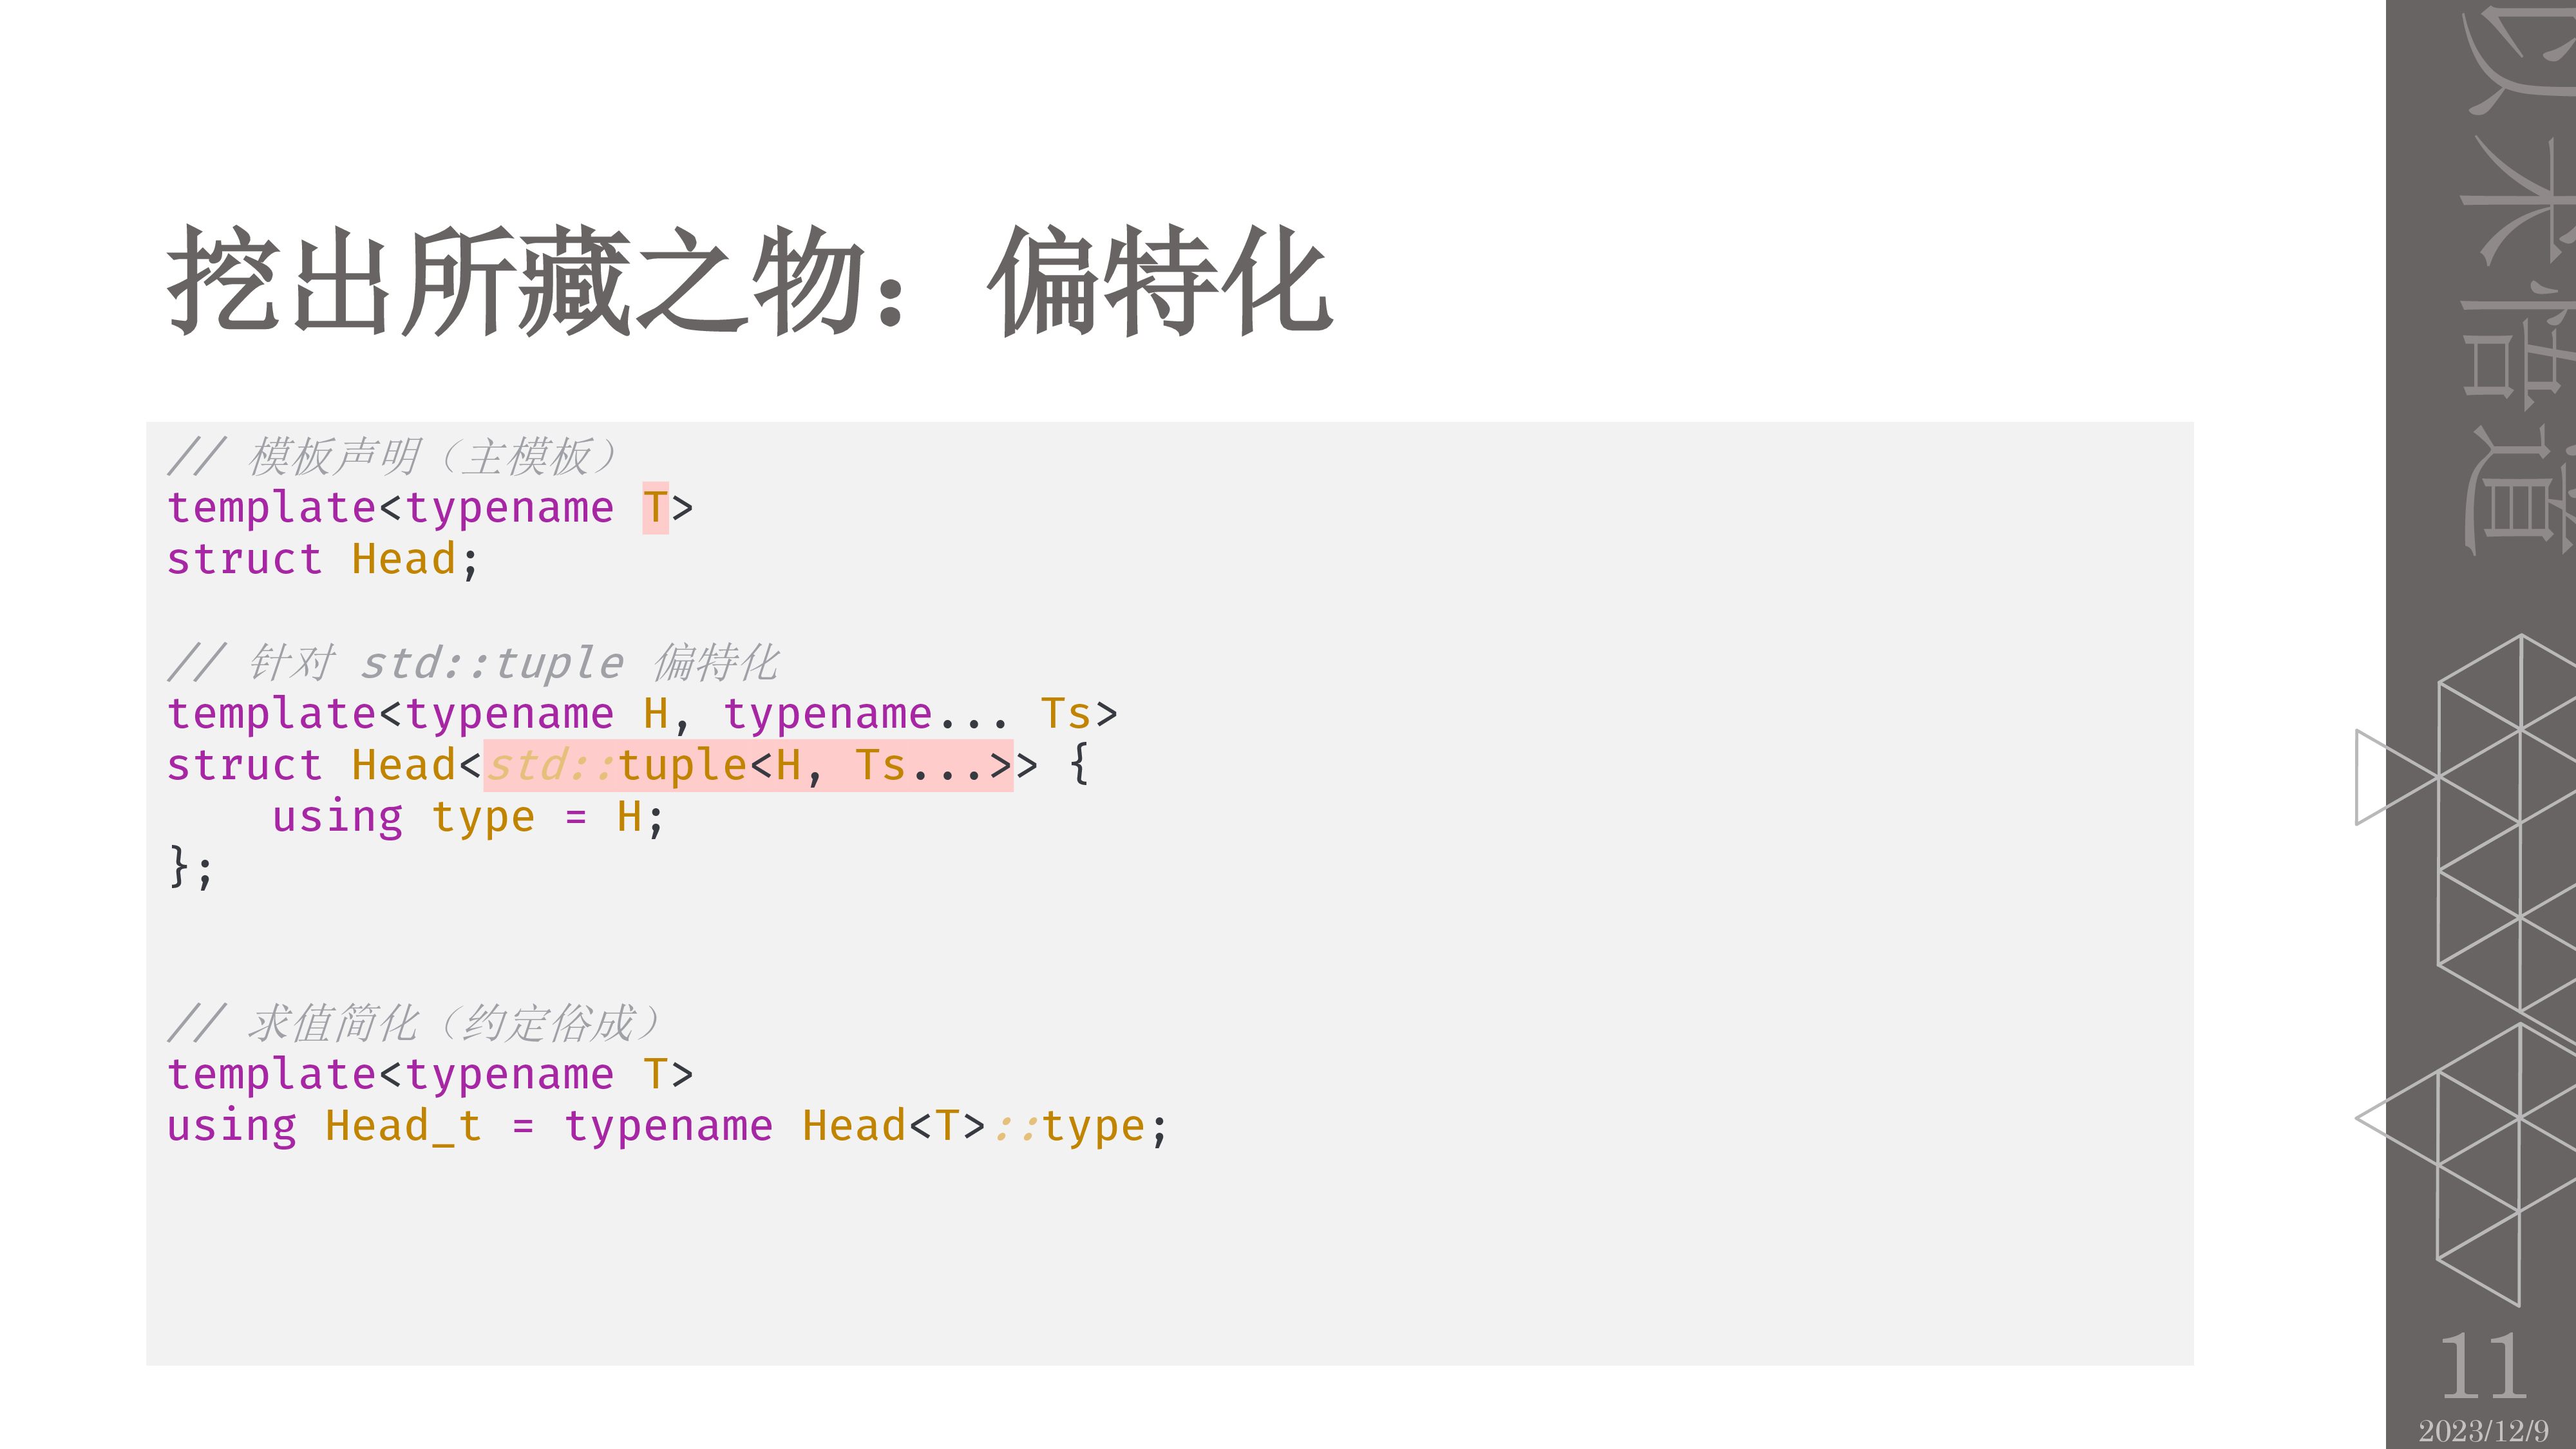 挖出所藏之物：偏特化
// 模板声明（主模板）
template<typename T>
struct Head;
// 针对 std::tuple 偏特化
template<typename H, typename... Ts>
struct Head<std::tuple<H, Ts...>> {
    using type = H;
};
// 求值简化（约定俗成）
template<typename T>
using Head_t = typename Head<T>::type;
以术悟道
11
2023/12/9